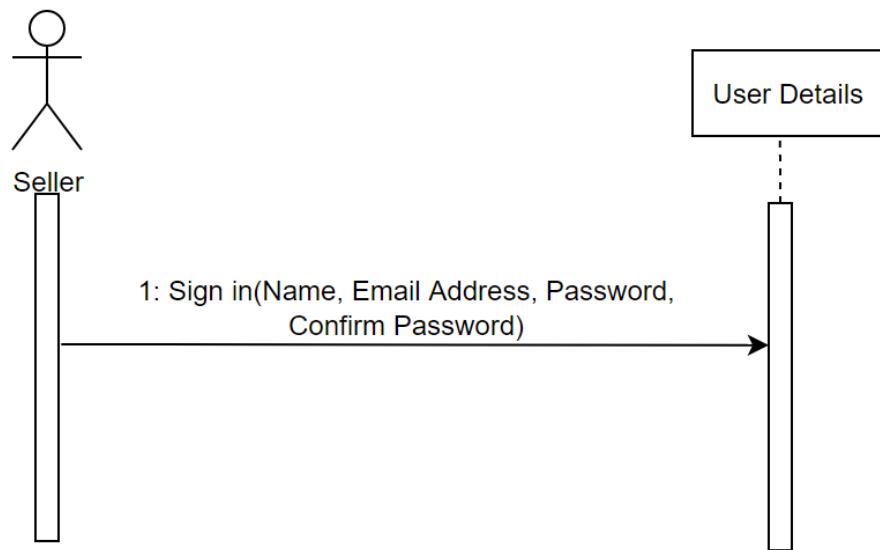 User Details
Seller
1: Sign in(Name, Email Address, Password,
Confirm Password)